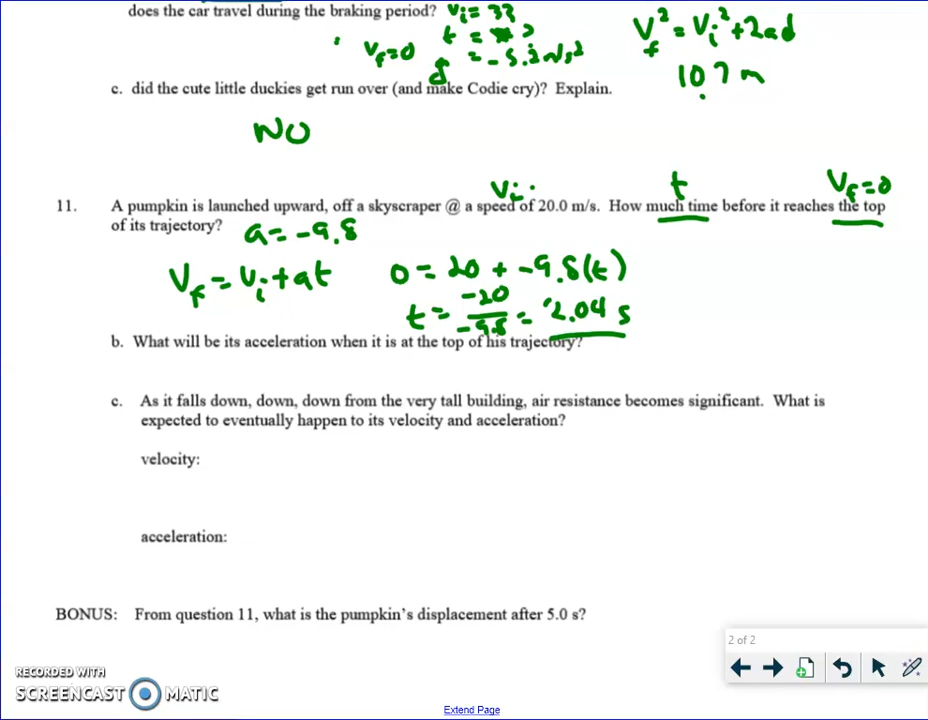 does the car travel during the braking period? Vi = 33
t = ?
Vf=0 = -5.2 m/s²
Vf² = Vi² + 2ad
107 m
c. did the cute little duckies get run over (and make Codie cry)? Explain.
NO
Vi t Vf=0
11. A pumpkin is launched upward, off a skyscraper @ a speed of 20.0 m/s. How much time before it reaches the top
of its trajectory? a = -9.8
Vf = Vi + at 0 = 20 + -9.8(t)
t = -20/-9.8 = 2.04 s
b. What will be its acceleration when it is at the top of his trajectory?
c. As it falls down, down, down from the very tall building, air resistance becomes significant. What is
expected to eventually happen to its velocity and acceleration?
velocity:
acceleration:
BONUS: From question 11, what is the pumpkin's displacement after 5.0 s?
2 of 2
RECORDED WITH
SCREENCAST MATIC
Extend Page